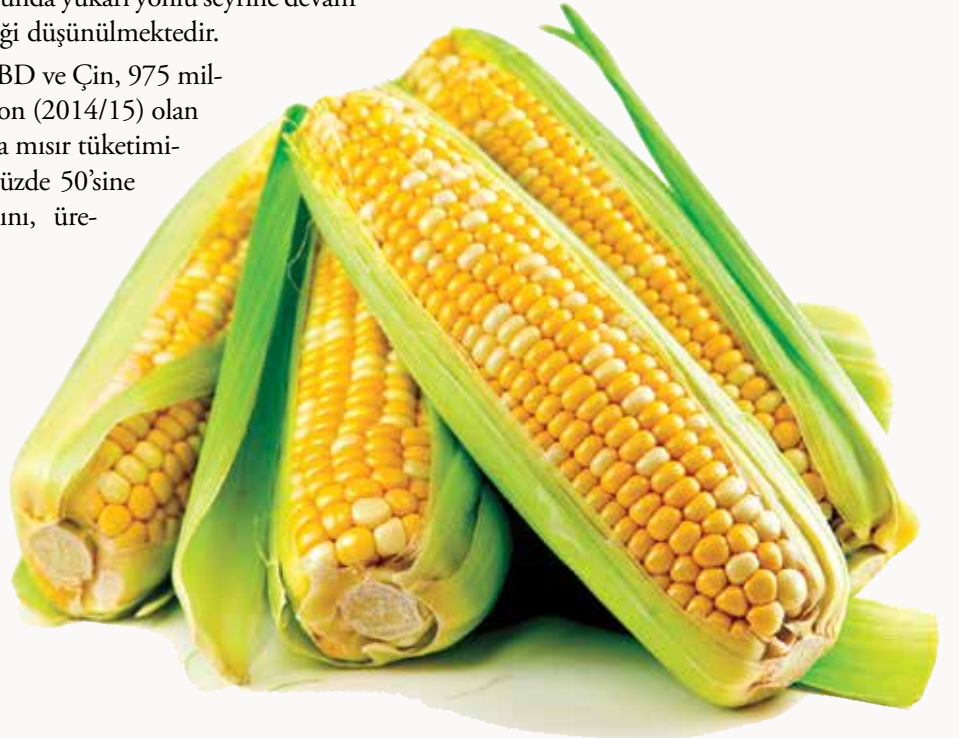 unda yukarı yönlü seyrine devam
ği düşünülmektedir.
BD ve Çin, 975 mil-
on (2014/15) olan
a mısır tüketimi-
üzde 50’sine
ını, üre-